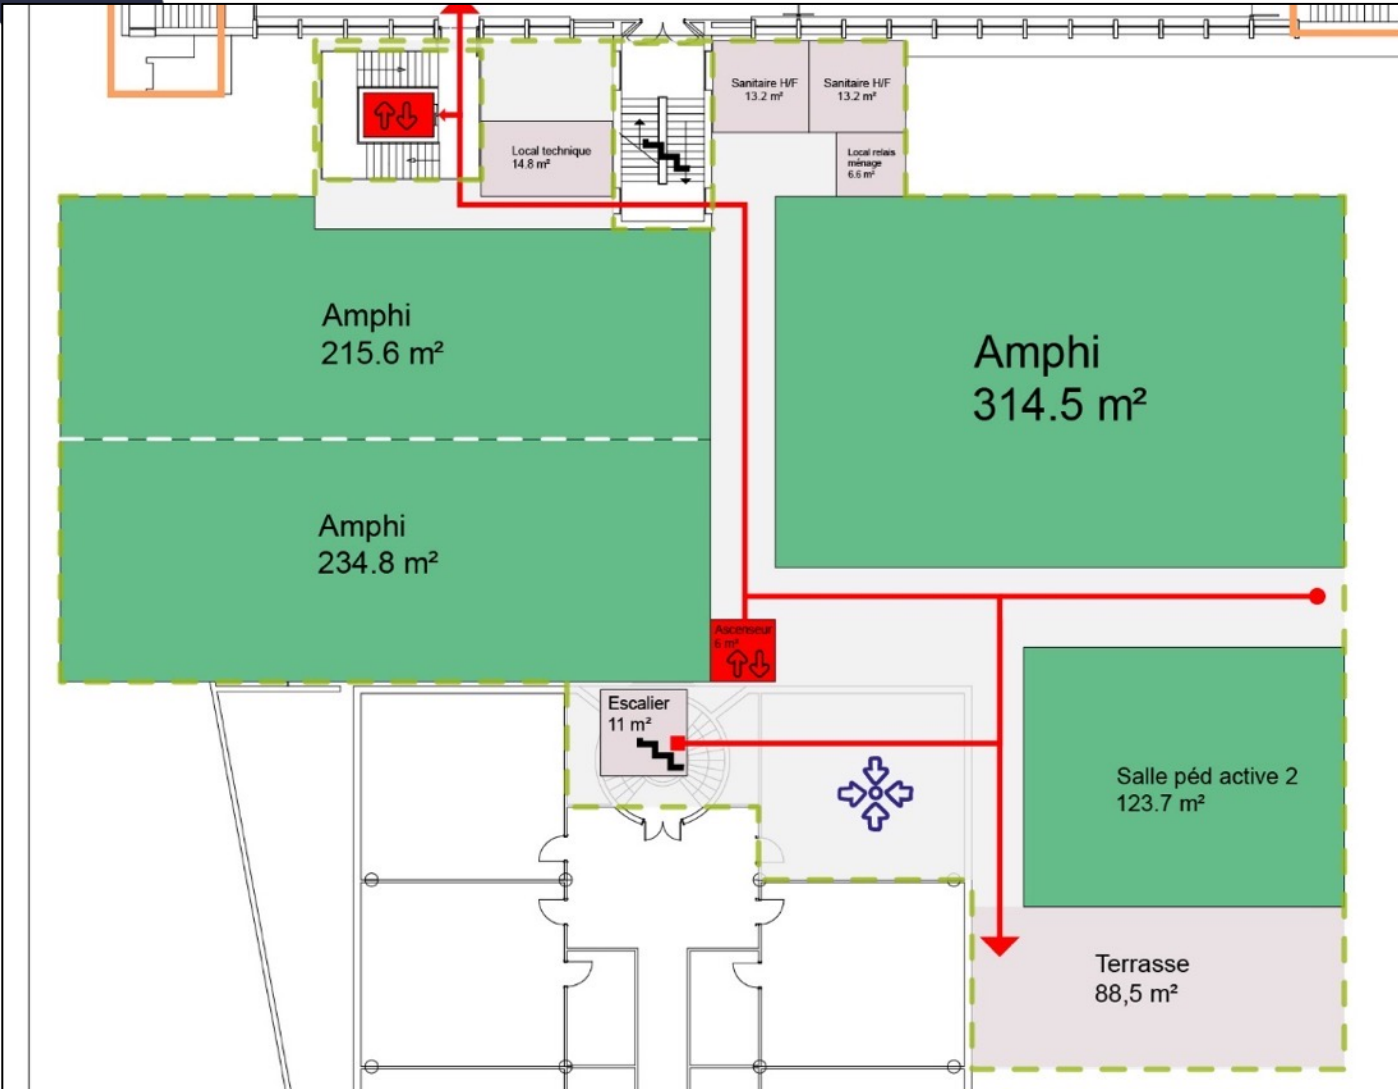 Sanitaire H/F
13.2 m²
Sanitaire H/F
13.2 m²
Local technique
14.8 m²
Local relais
ménage
6.6 m²
Amphi
215.6 m²
Amphi
314.5 m²
Amphi
234.8 m²
Ascenseur
6 m²
Escalier
11 m²
Salle péd active 2
123.7 m²
Terrasse
88,5 m²